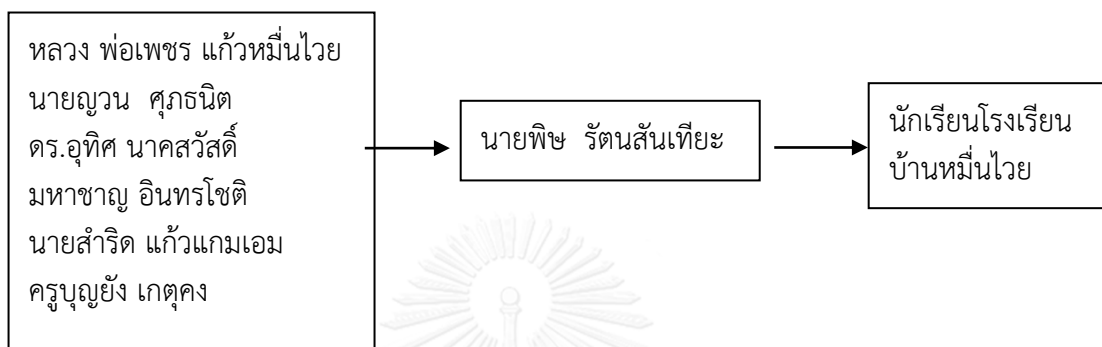 หลวง พ่อเพชร แก้วหมื่นไวย
นายญวน ศุภธนิต
ดร.อุทิศ นาคสวัสดิ์
มหาชาญ อินทรโชติ
นายสำริด แก้วแกมเอม
ครูบุญยัง เกตุคง
นายพิษ รัตนสันเทียะ
นักเรียนโรงเรียน
บ้านหมื่นไวย